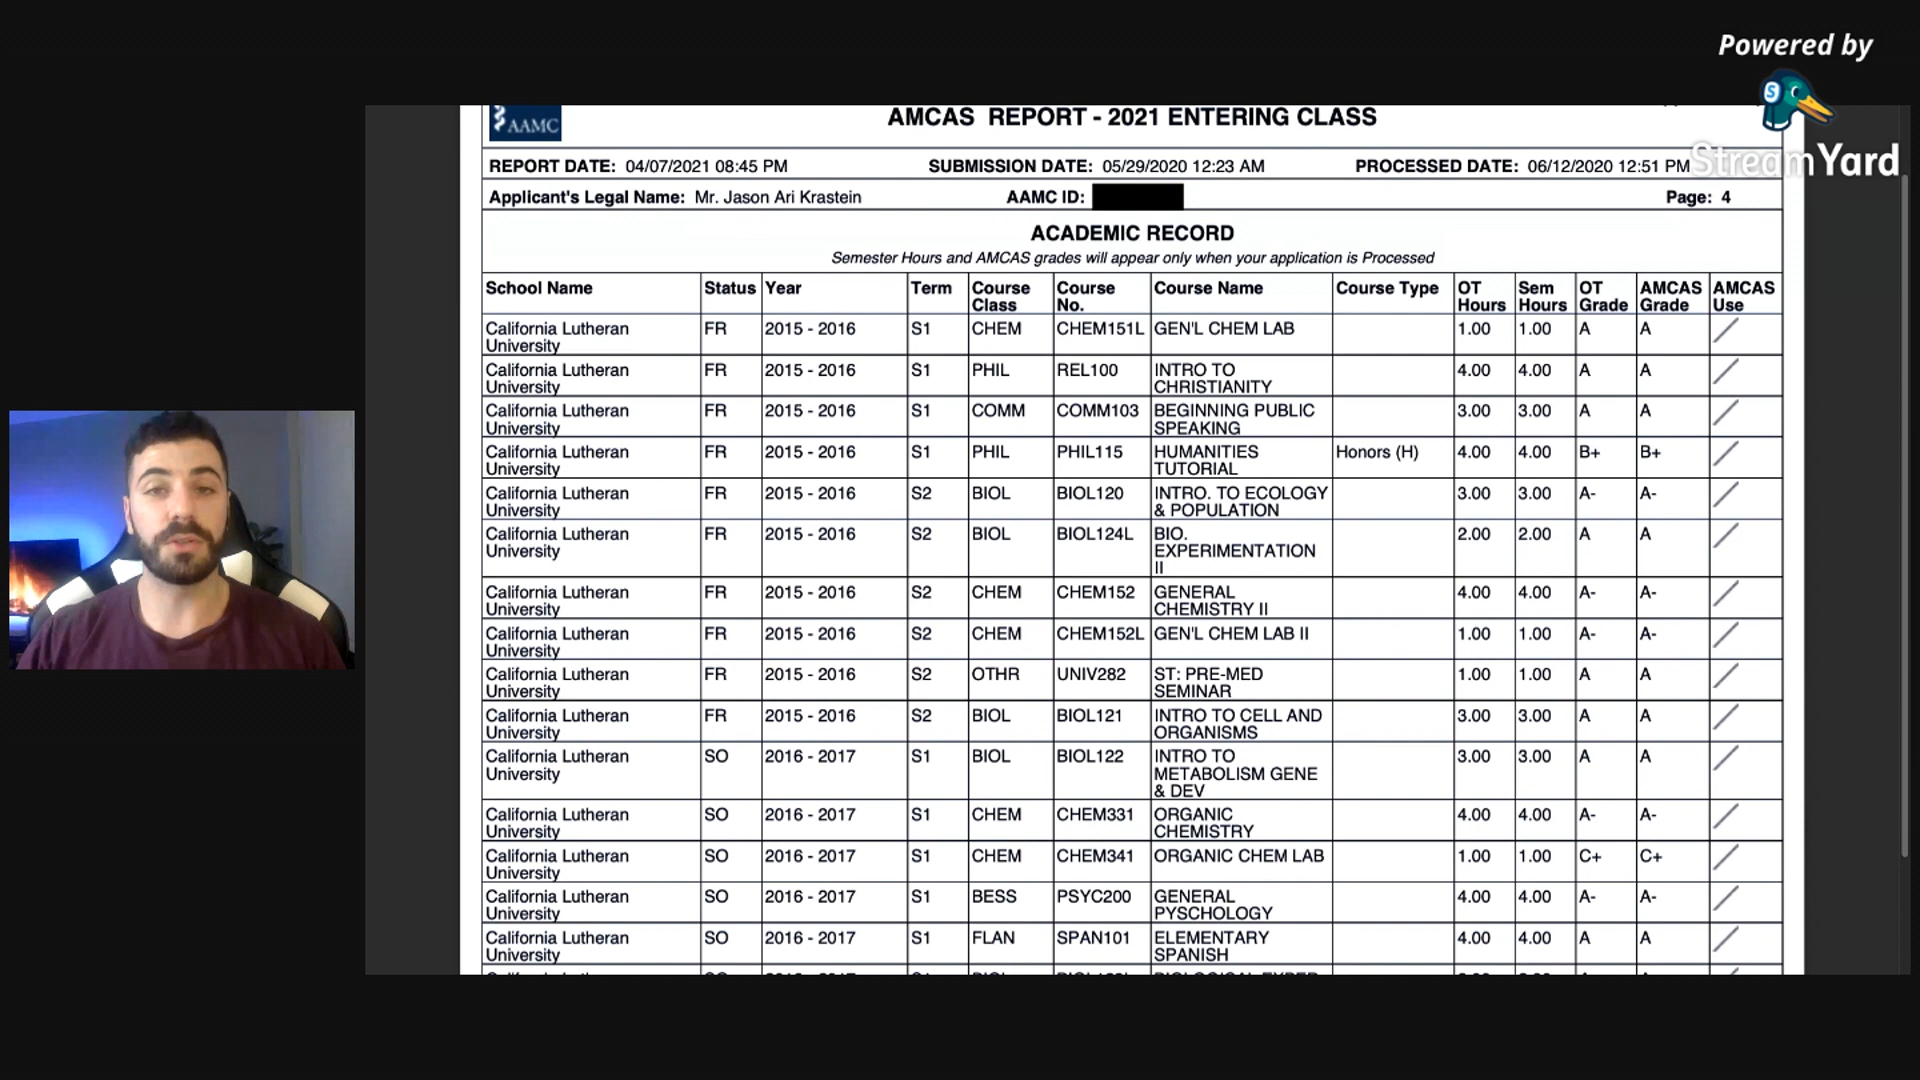 Powered by
StreamYard
AAMC
AMCAS REPORT - 2021 ENTERING CLASS
REPORT DATE: 04/07/2021 08:45 PM SUBMISSION DATE: 05/29/2020 12:23 AM PROCESSED DATE: 06/12/2020 12:51 PM
Applicant's Legal Name: Mr. Jason Ari Krastein AAMC ID: Page: 4
ACADEMIC RECORD
Semester Hours and AMCAS grades will appear only when your application is Processed
School Name Status Year Term Course Class Course No. Course Name Course Type OT Hours Sem Hours OT Grade AMCAS Grade AMCAS Use
California Lutheran University FR 2015 - 2016 S1 CHEM CHEM151L GEN'L CHEM LAB 1.00 1.00 A A
California Lutheran University FR 2015 - 2016 S1 PHIL REL100 INTRO TO CHRISTIANITY 4.00 4.00 A A
California Lutheran University FR 2015 - 2016 S1 COMM COMM103 BEGINNING PUBLIC SPEAKING 3.00 3.00 A A
California Lutheran University FR 2015 - 2016 S1 PHIL PHIL115 HUMANITIES TUTORIAL Honors (H) 4.00 4.00 B+ B+
California Lutheran University FR 2015 - 2016 S2 BIOL BIOL120 INTRO. TO ECOLOGY & POPULATION 3.00 3.00 A- A-
California Lutheran University FR 2015 - 2016 S2 BIOL BIOL124L BIO. EXPERIMENTATION II 2.00 2.00 A A
California Lutheran University FR 2015 - 2016 S2 CHEM CHEM152 GENERAL CHEMISTRY II 4.00 4.00 A- A-
California Lutheran University FR 2015 - 2016 S2 CHEM CHEM152L GEN'L CHEM LAB II 1.00 1.00 A- A-
California Lutheran University FR 2015 - 2016 S2 OTHR UNIV282 ST: PRE-MED SEMINAR 1.00 1.00 A A
California Lutheran University FR 2015 - 2016 S2 BIOL BIOL121 INTRO TO CELL AND ORGANISMS 3.00 3.00 A A
California Lutheran University SO 2016 - 2017 S1 BIOL BIOL122 INTRO TO METABOLISM GENE & DEV 3.00 3.00 A A
California Lutheran University SO 2016 - 2017 S1 CHEM CHEM331 ORGANIC CHEMISTRY 4.00 4.00 A- A-
California Lutheran University SO 2016 - 2017 S1 CHEM CHEM341 ORGANIC CHEM LAB 1.00 1.00 C+ C+
California Lutheran University SO 2016 - 2017 S1 BESS PSYC200 GENERAL PYSCHOLOGY 4.00 4.00 A- A-
California Lutheran University SO 2016 - 2017 S1 FLAN SPAN101 ELEMENTARY SPANISH 4.00 4.00 A A